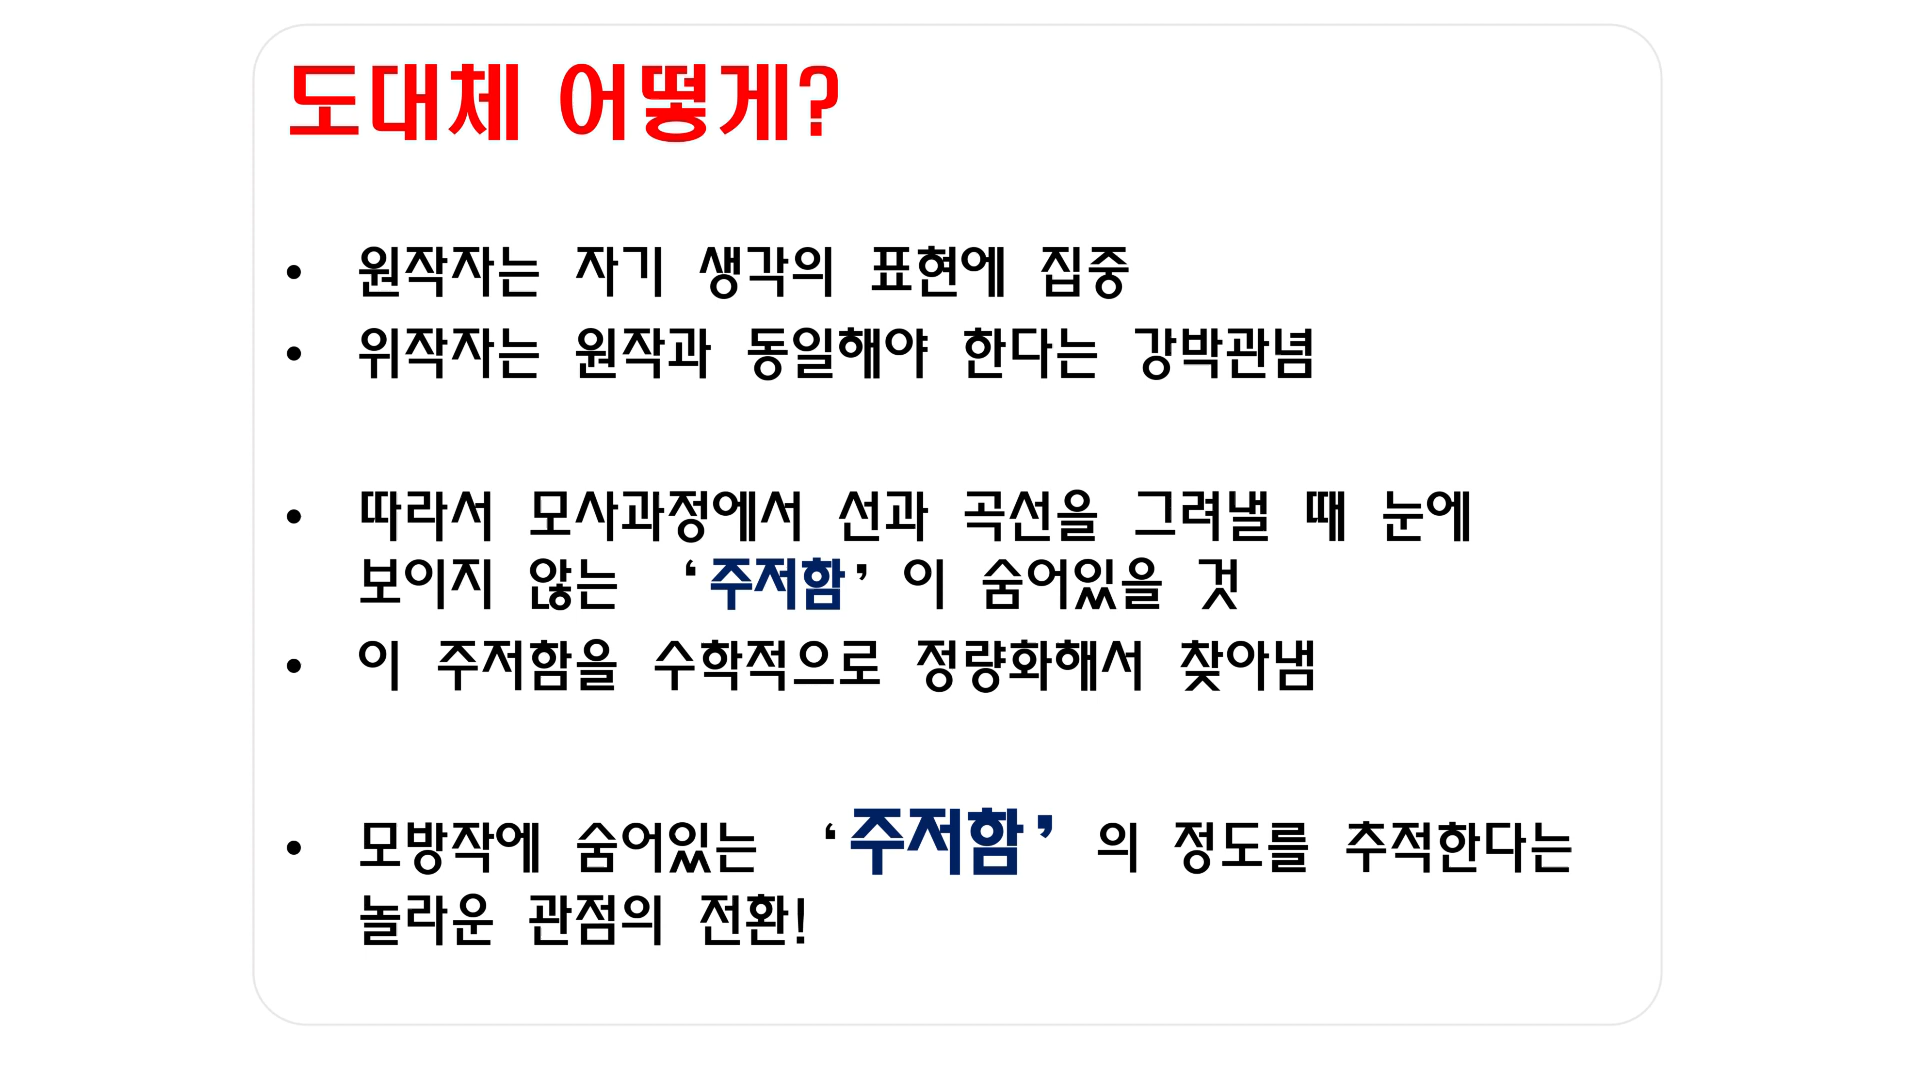 도대체 어떻게?
• 원작자는 자기 생각의 표현에 집중
• 위작자는 원작과 동일해야 한다는 강박관념
• 따라서 모사과정에서 선과 곡선을 그려낼 때 눈에
보이지 않는 ‘주저함’이 숨어있을 것
• 이 주저함을 수학적으로 정량화해서 찾아냄
• 모방작에 숨어있는 ‘주저함’ 의 정도를 추적한다는
놀라운 관점의 전환!